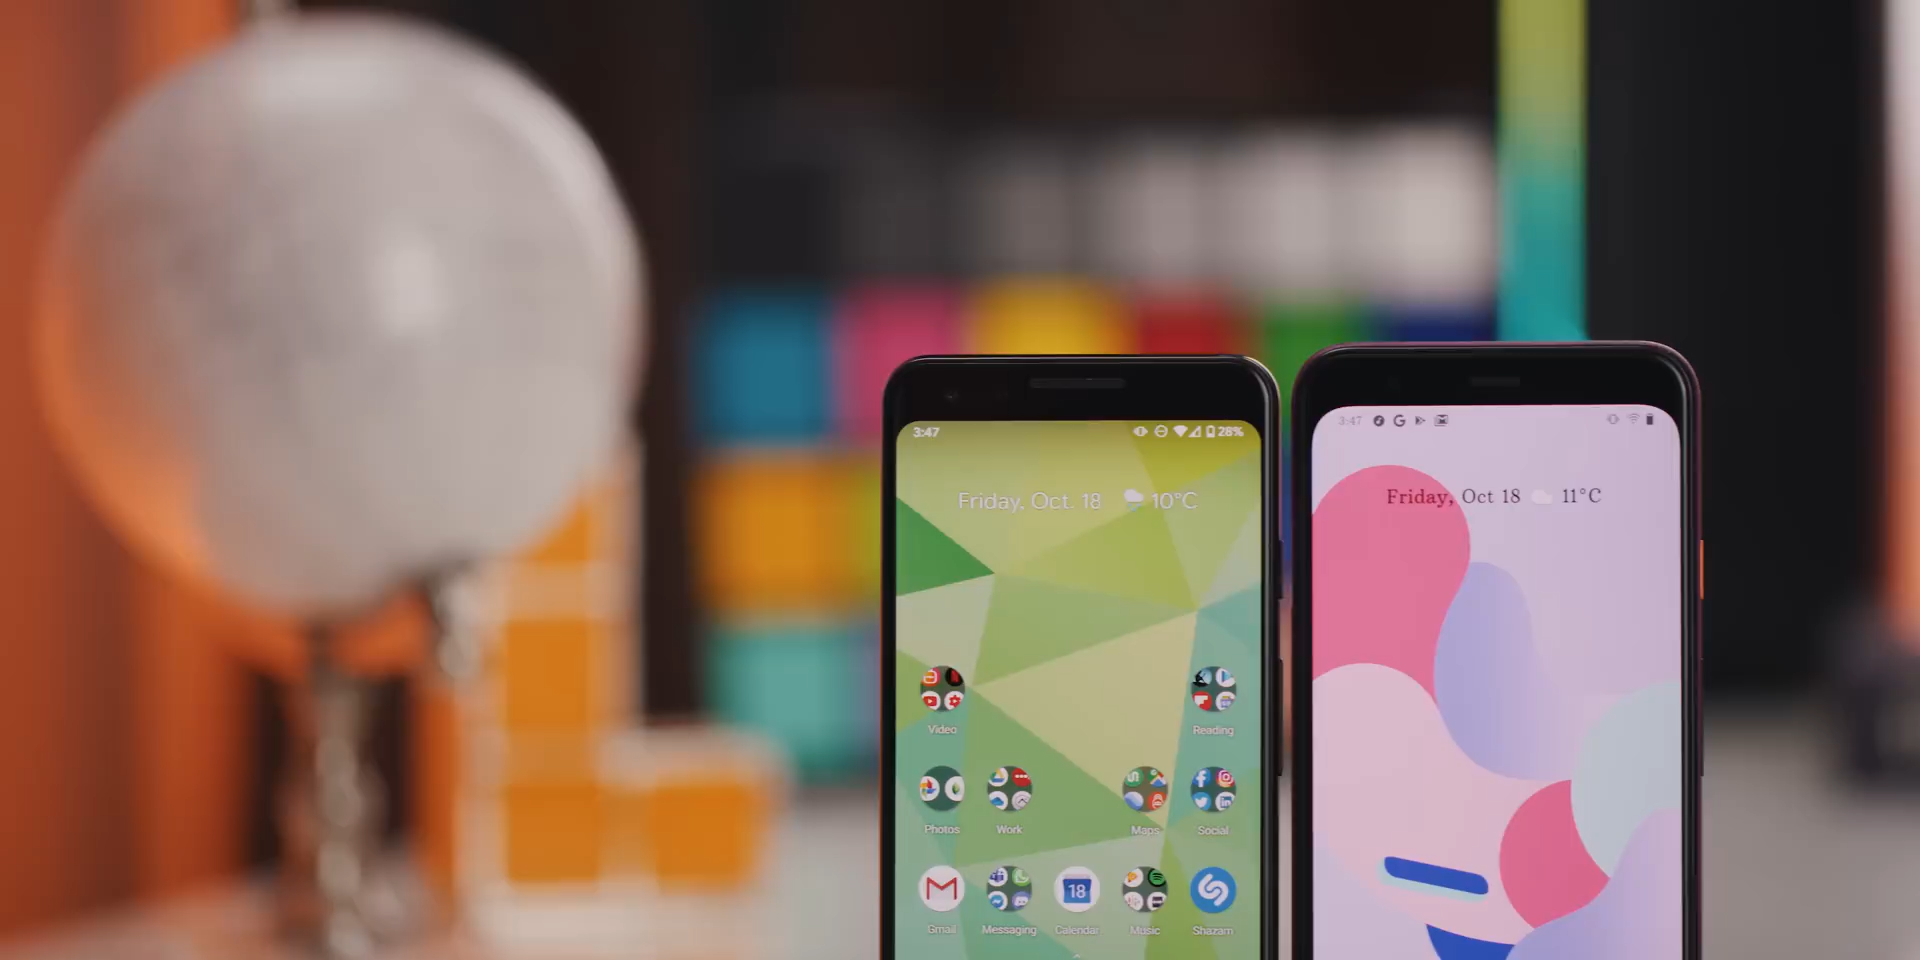 3:47
28%
Friday, Oct. 18 10°C
Video
Reading
Photos
Work
Maps
Social
18
Gmail
Messaging
Calendar
Music
Shazam
3:47
Friday, Oct 18 11°C